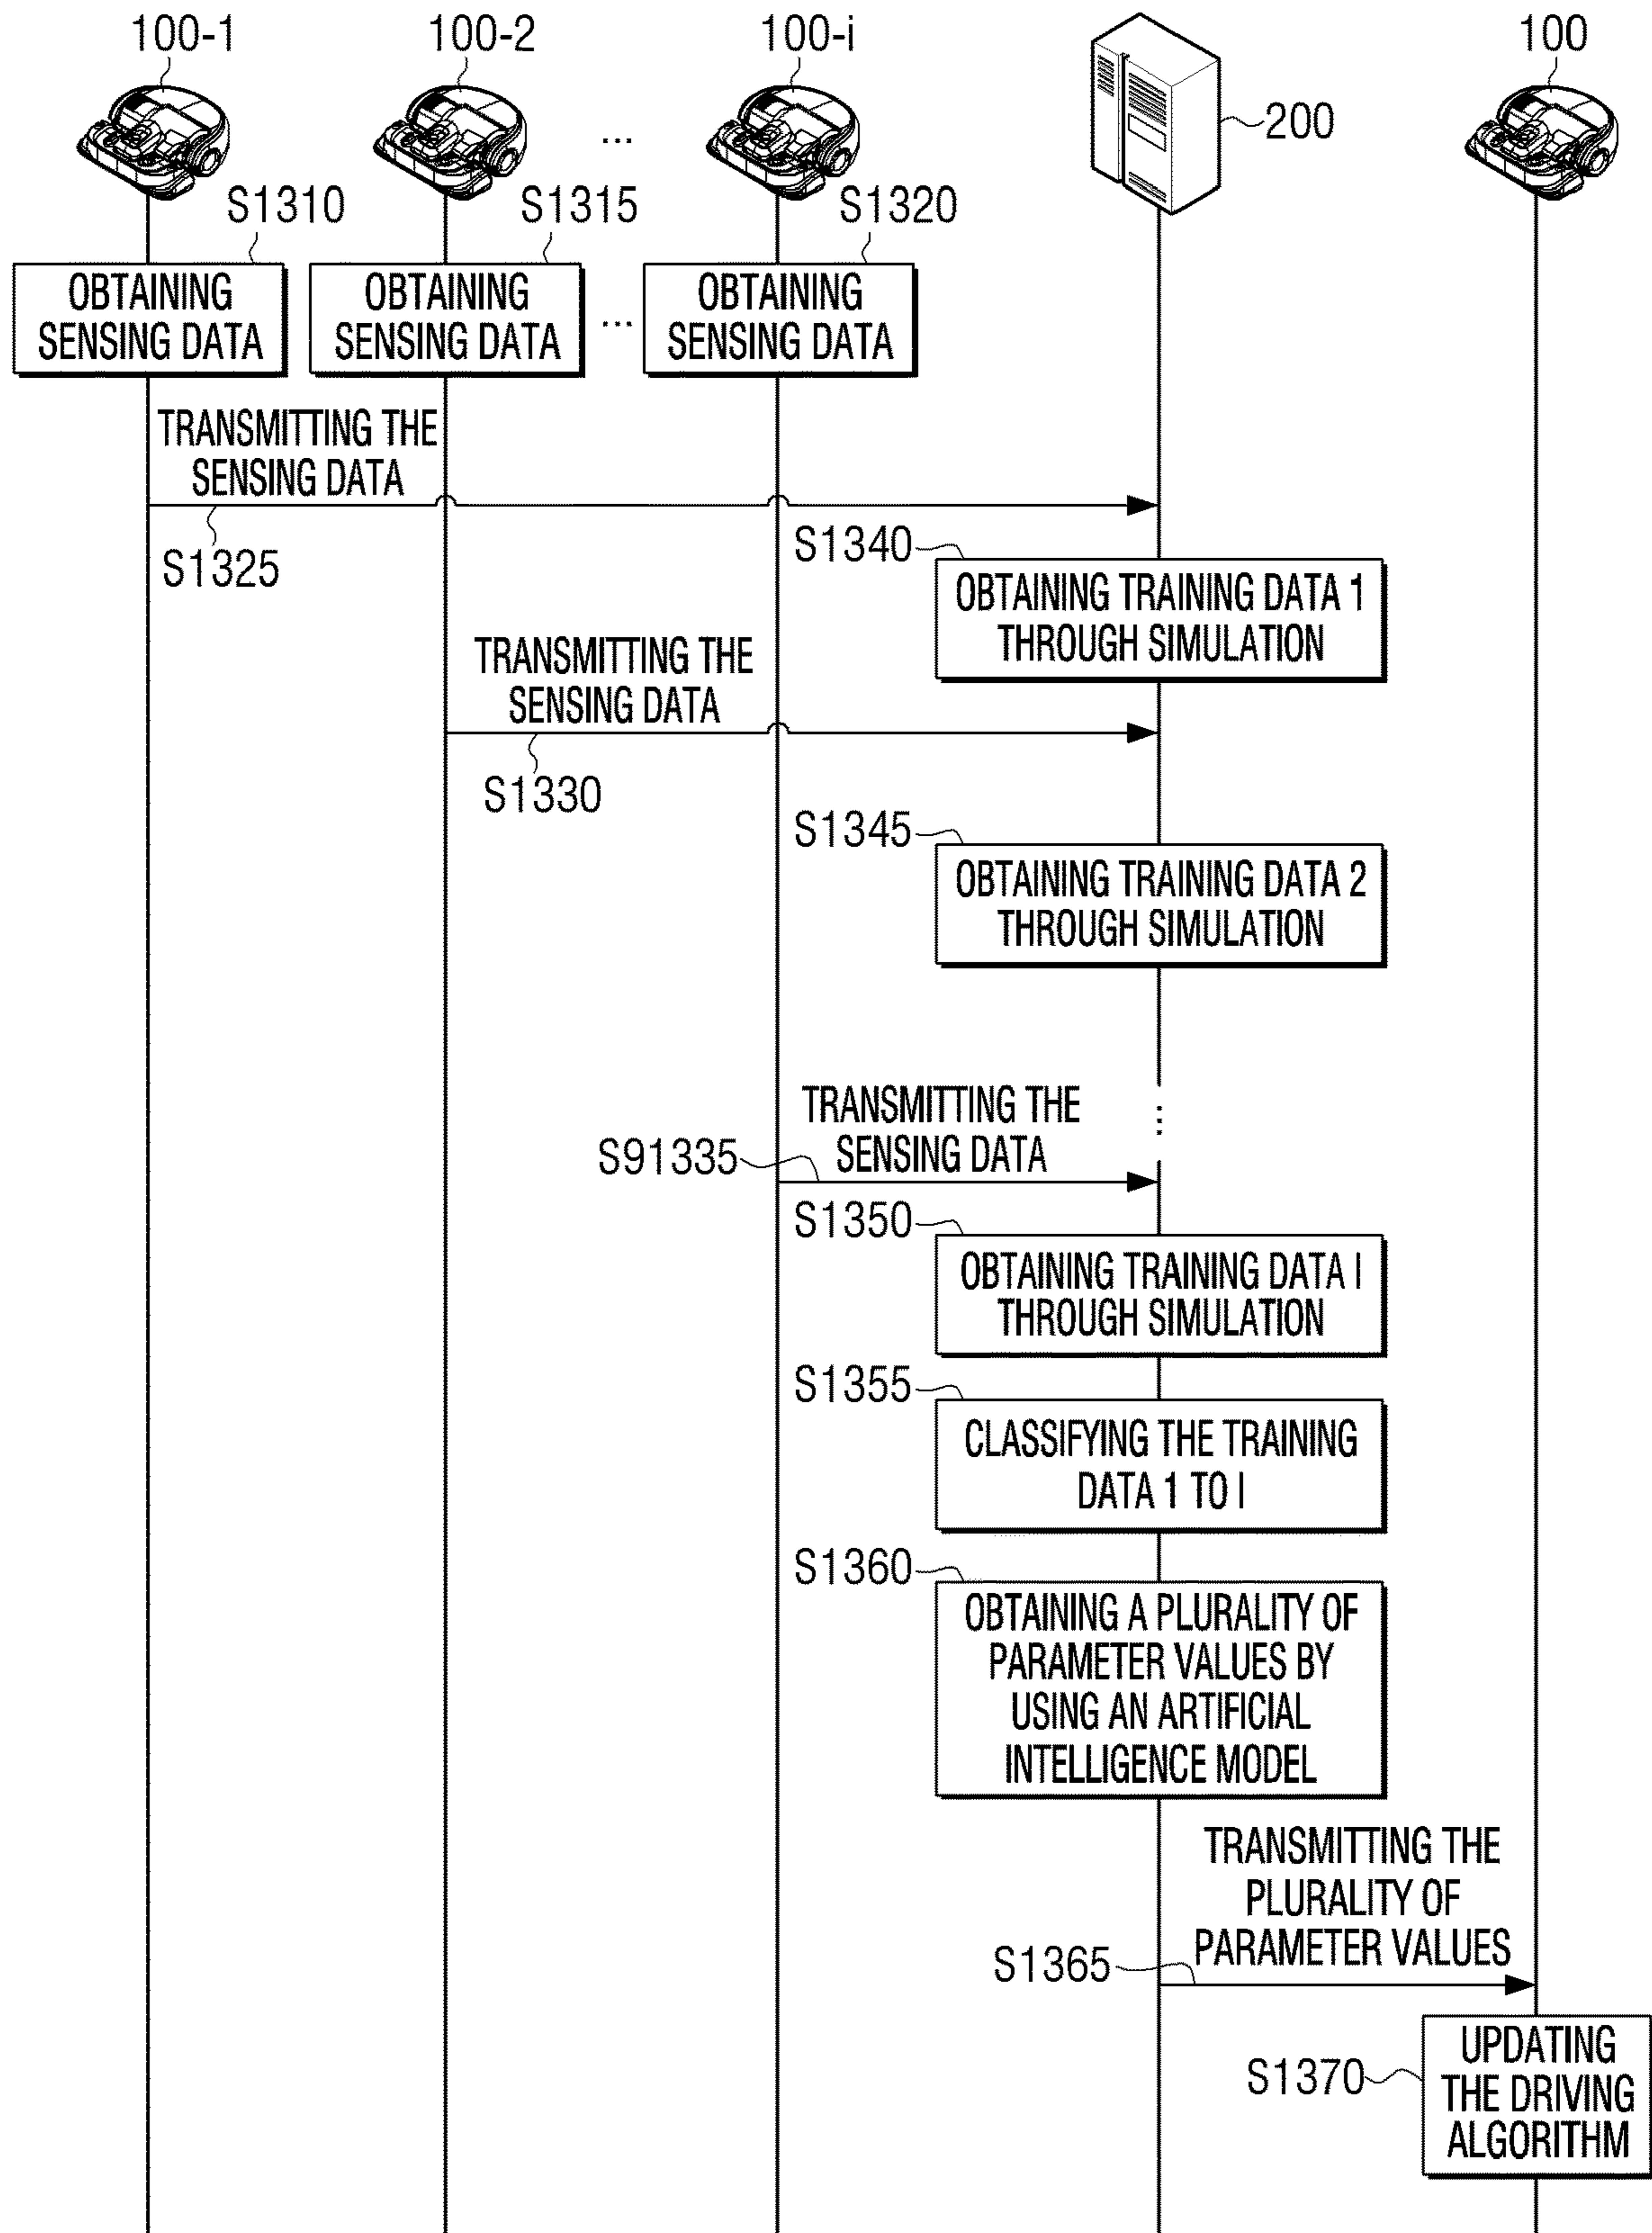 100-1
100-2
100-i
100
...
200
S1310
S1315
S1320
OBTAINING
SENSING DATA
OBTAINING
SENSING DATA
...
OBTAINING
SENSING DATA
TRANSMITTING THE
SENSING DATA
S1325
S1340
OBTAINING TRAINING DATA 1
THROUGH SIMULATION
TRANSMITTING THE
SENSING DATA
S1330
S1345
OBTAINING TRAINING DATA 2
THROUGH SIMULATION
TRANSMITTING THE
SENSING DATA
S91335
S1350
OBTAINING TRAINING DATA I
THROUGH SIMULATION
S1355
CLASSIFYING THE TRAINING
DATA 1 TO I
S1360
OBTAINING A PLURALITY OF
PARAMETER VALUES BY
USING AN ARTIFICIAL
INTELLIGENCE MODEL
TRANSMITTING THE
PLURALITY OF
PARAMETER VALUES
S1365
UPDATING
THE DRIVING
ALGORITHM
S1370